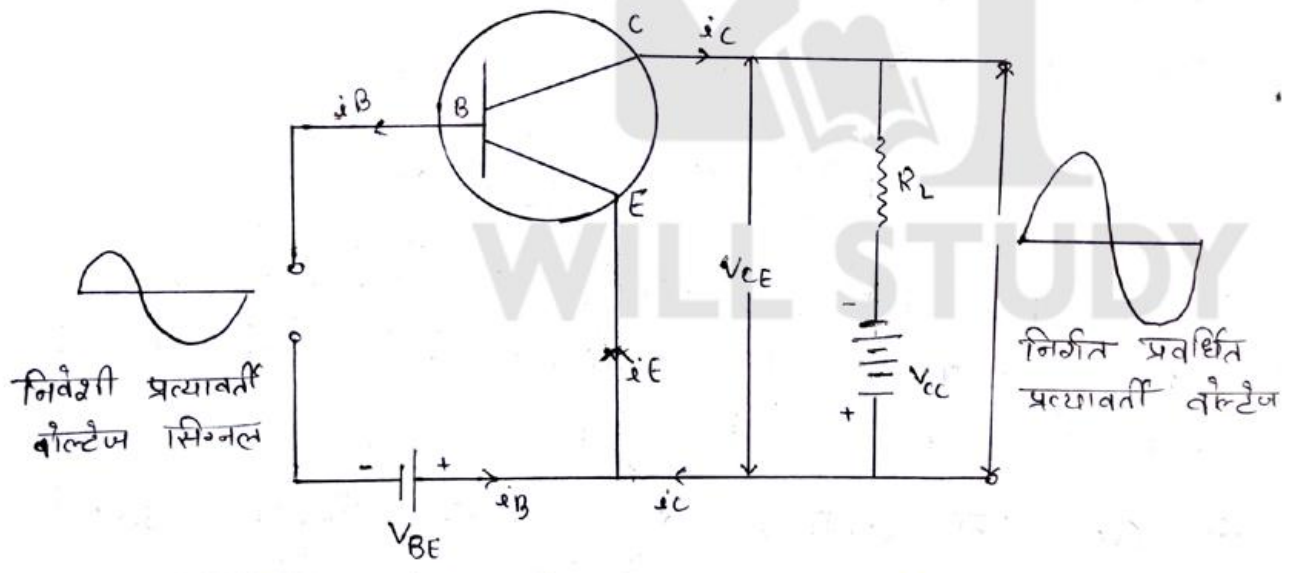 C
iC
iB
B
E
RL
WILL STUDY
VCE
-
VCC
+
iE
निवेशी प्रत्यावर्ती
वोल्टेज सिग्नल
निर्गत प्रवर्धित
प्रत्यावर्ती वोल्टेज
- +
iB
iC
VBE